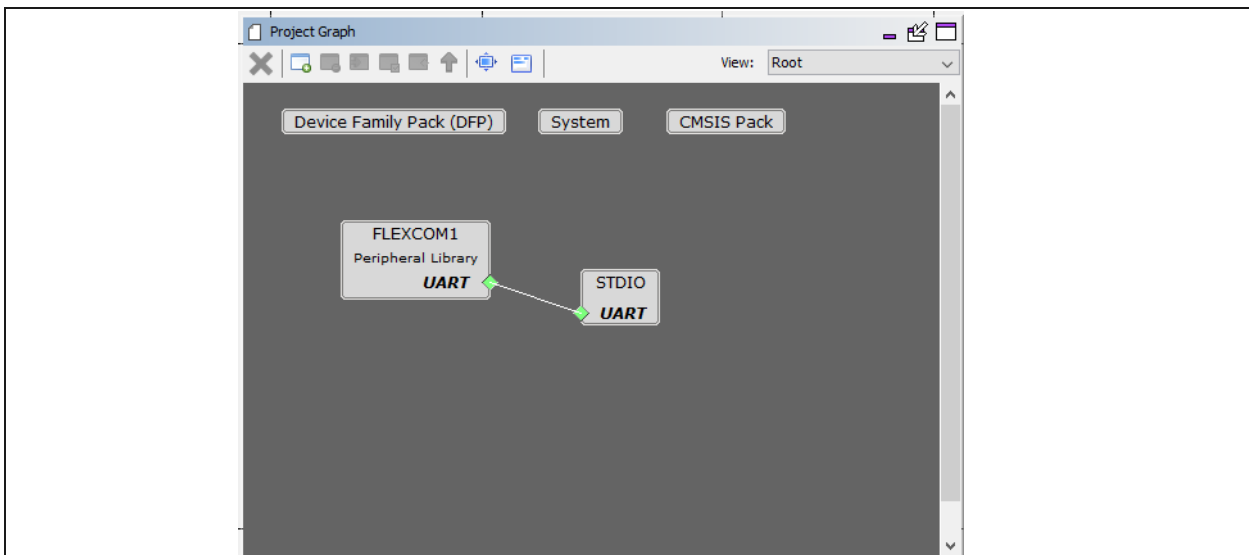 Project Graph
View: Root
Device Family Pack (DFP) System CMSIS Pack
FLEXCOM1
Peripheral Library
UART
STDIO
UART